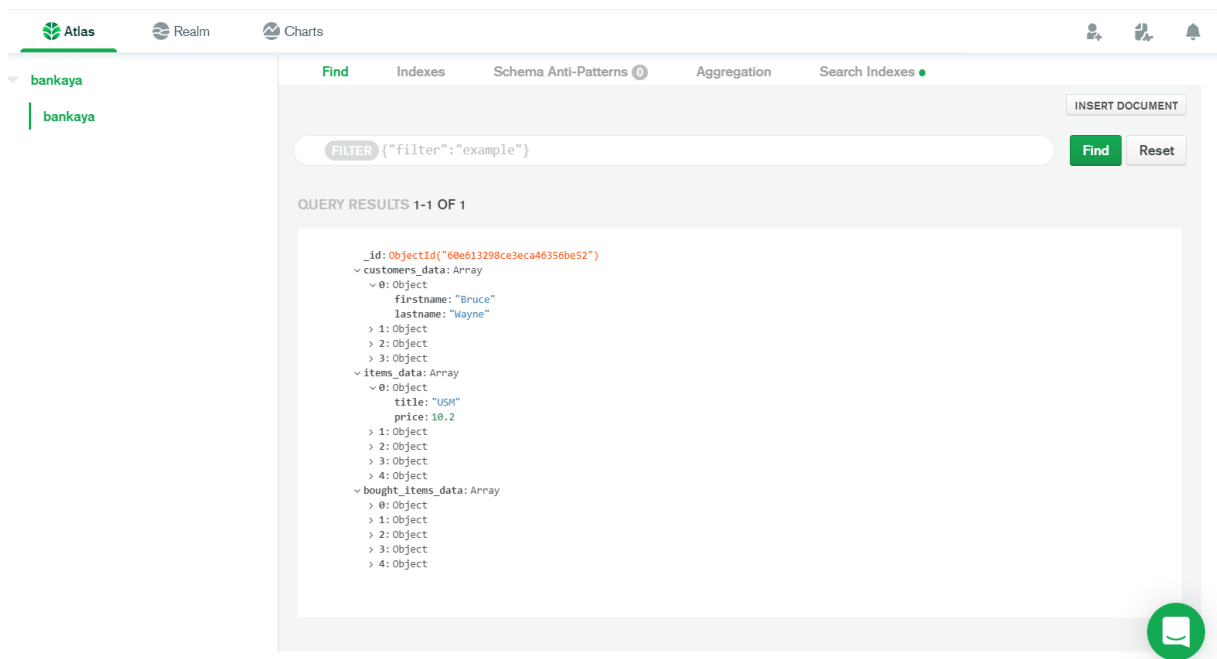 Atlas Realm Charts
bankaya
bankaya
Find Indexes Schema Anti-Patterns 0 Aggregation Search Indexes
INSERT DOCUMENT
FILTER {"filter":"example"} Find Reset
QUERY RESULTS 1-1 OF 1
_id: ObjectId("60e613298ce3eca46356be52")
customers_data: Array
0: Object
firstname: "Bruce"
lastname: "Wayne"
1: Object
2: Object
3: Object
items_data: Array
0: Object
title: "USM"
price: 10.2
1: Object
2: Object
3: Object
4: Object
bought_items_data: Array
0: Object
1: Object
2: Object
3: Object
4: Object